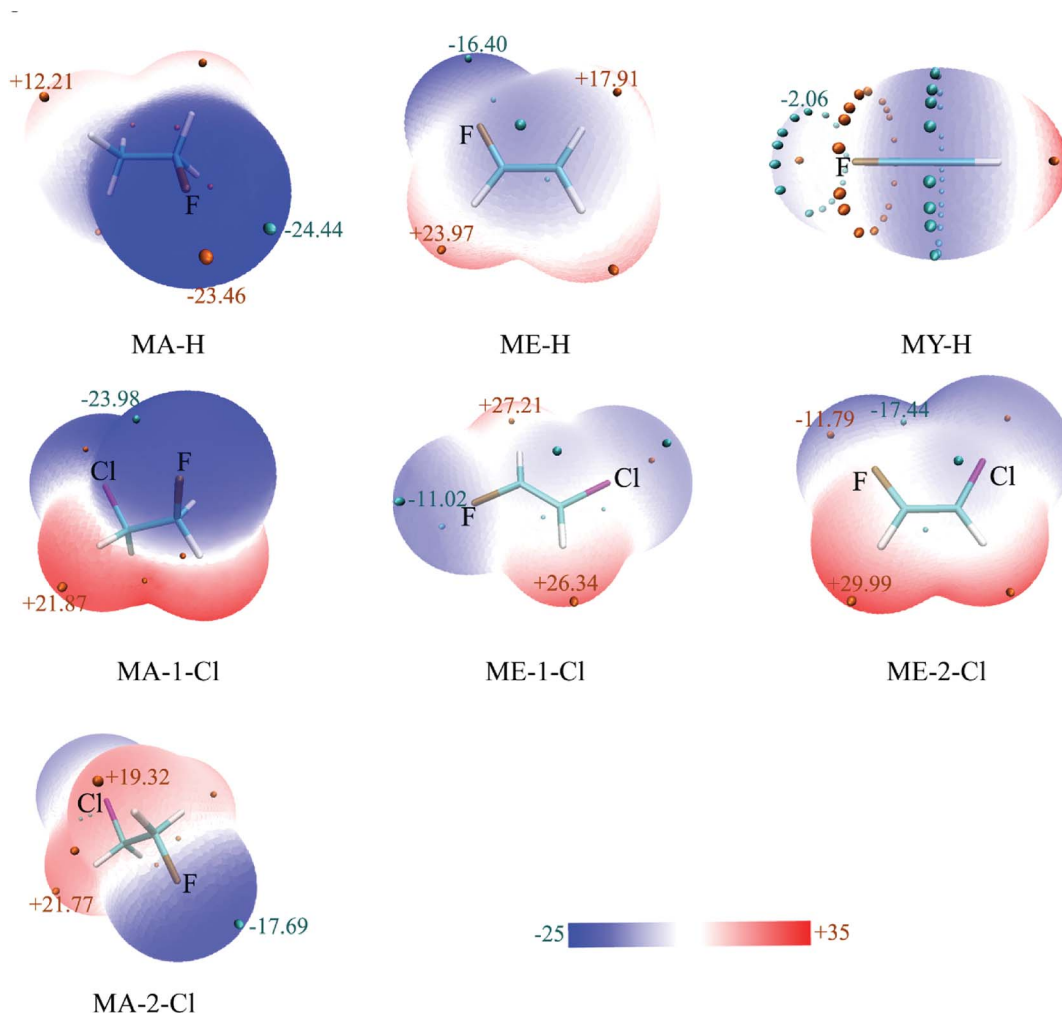 +12.21
F
-24.44
-23.46
MA-H
-16.40
+17.91
F
+23.97
ME-H
-2.06
F
MY-H
-23.98
Cl
F
+21.87
MA-1-Cl
+27.21
Cl
-11.02
F
+26.34
ME-1-Cl
-11.79
-17.44
F
Cl
+29.99
ME-2-Cl
+19.32
Cl
F
+21.77
-17.69
MA-2-Cl
-25
+35